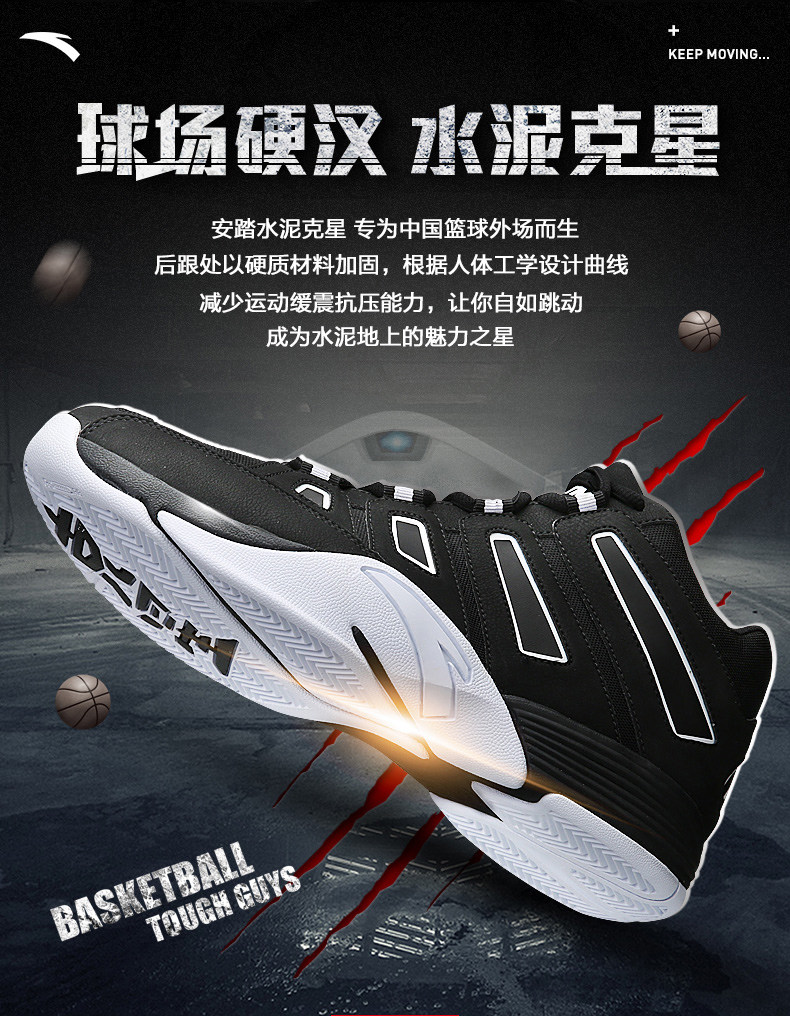 +
KEEP MOVING...
球场硬汉 水泥克星
安踏水泥克星 专为中国篮球外场而生
后跟处以硬质材料加固，根据人体工学设计曲线
减少运动缓震抗压能力，让你自如跳动
成为水泥地上的魅力之星
BASKETBALL
TOUGH GUYS